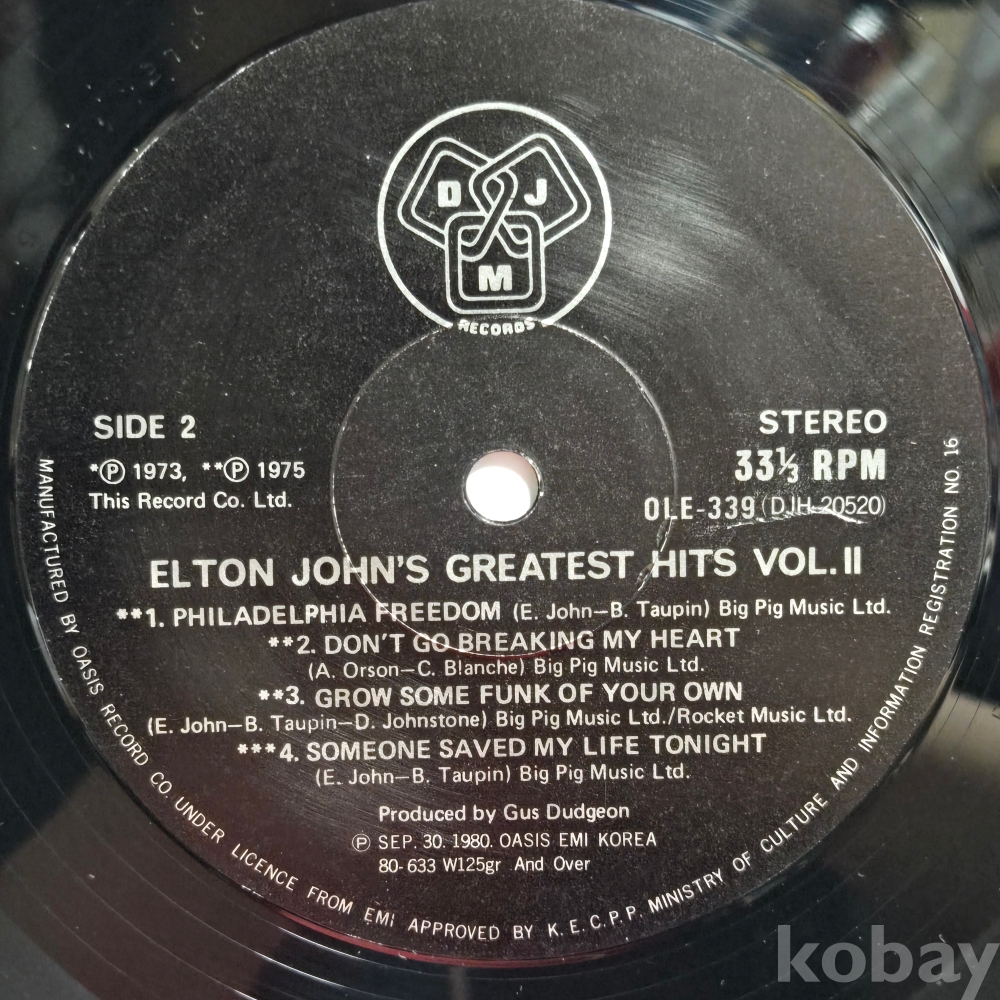 D J
M
RECORDS
SIDE 2
STEREO
*Ⓟ 1973, **Ⓟ 1975
33⅓ RPM
This Record Co. Ltd.
OLE-339 (DJH-20520)
ELTON JOHN'S GREATEST HITS VOL. II
**1. PHILADELPHIA FREEDOM (E. John—B. Taupin) Big Pig Music Ltd.
**2. DON'T GO BREAKING MY HEART
(A. Orson—C. Blanche) Big Pig Music Ltd.
**3. GROW SOME FUNK OF YOUR OWN
(E. John—B. Taupin—D. Johnstone) Big Pig Music Ltd./Rocket Music Ltd.
***4. SOMEONE SAVED MY LIFE TONIGHT
(E. John—B. Taupin) Big Pig Music Ltd.
Produced by Gus Dudgeon
Ⓟ SEP. 30. 1980. OASIS EMI KOREA
80-633 W125gr And Over
MANUFACTURED BY OASIS RECORD CO. UNDER LICENCE FROM EMI APPROVED BY K. E. C. P. P. MINISTRY OF CULTURE AND INFORMATION REGISTRATION NO. 16
kobay